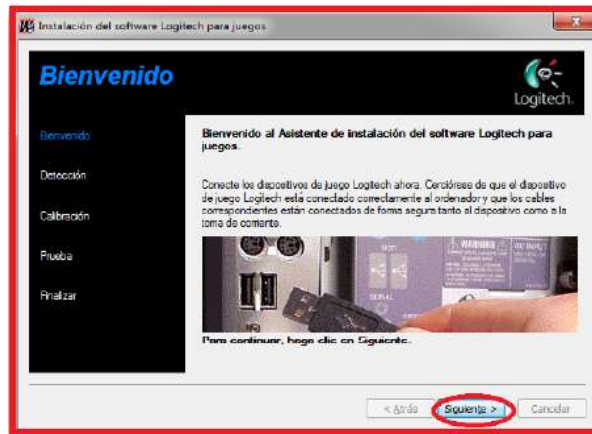 Instalación del software Logitech para juegos
Bienvenido
Logitech
Bienvenido
Bienvenido al Asistente de instalación del software Logitech para
juegos.
Detección
Conecte los dispositivos de juego Logitech ahora. Cerciórese de que el dispositivo
de juego Logitech está conectado correctamente al ordenador y que los cables
correspondientes están conectados de forma segura tanto al dispositivo como a la
toma de corriente.
Calibración
Prueba
WARNING
SERIAL
Finalizar
Para continuar, haga clic en Siguiente.
< Atrás
Siguiente >
Cancelar